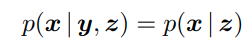 p(x | y, z) = p(x | z)